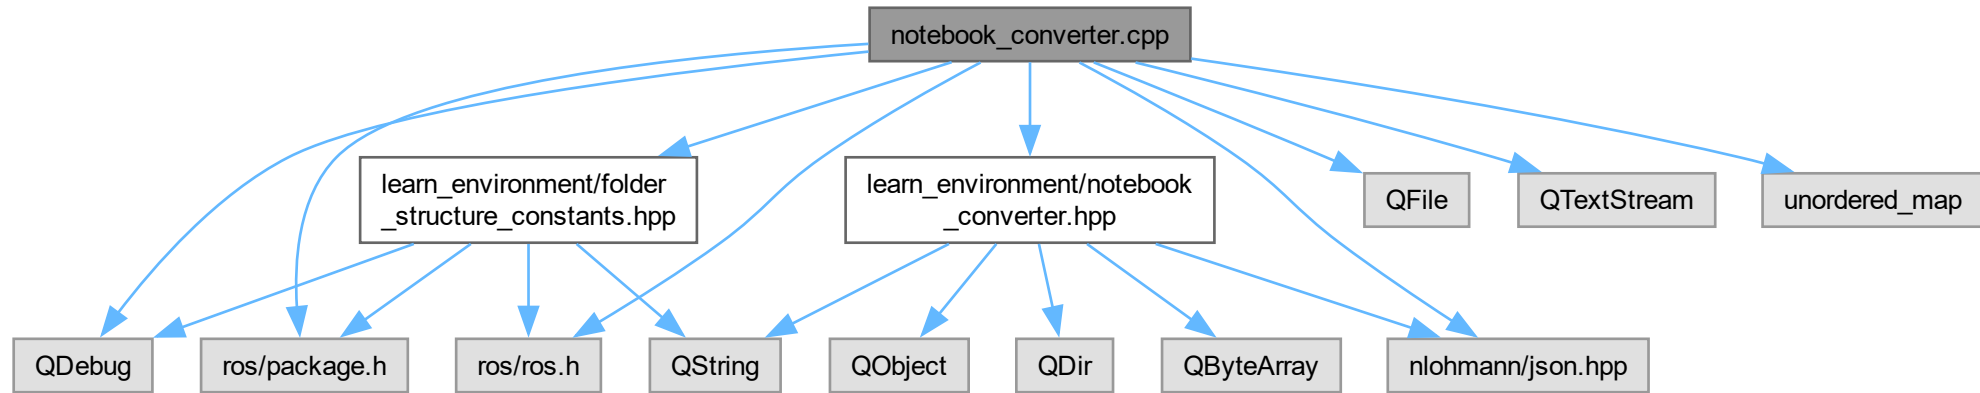 notebook_converter.cpp
learn_environment/folder
_structure_constants.hpp
learn_environment/notebook
_converter.hpp
QFile
QTextStream
unordered_map
QDebug
ros/package.h
ros/ros.h
QString
QObject
QDir
QByteArray
nlohmann/json.hpp